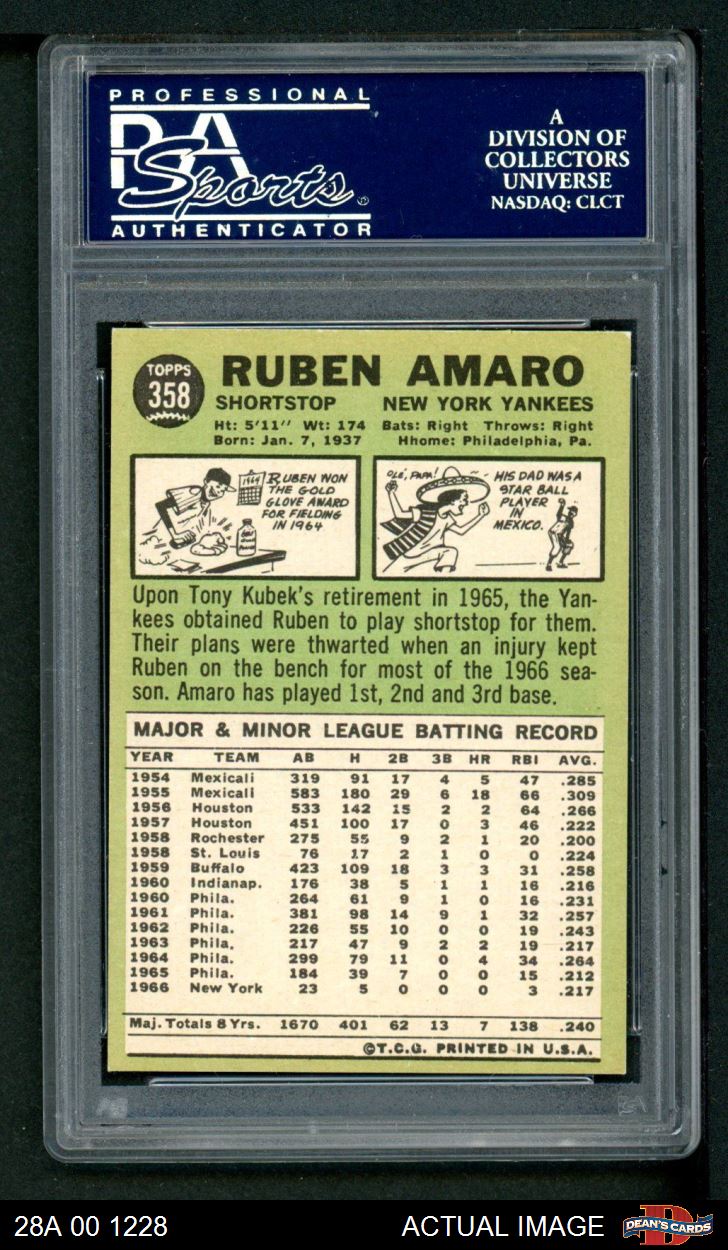 PROFESSIONAL
PSA
Sports
AUTHENTICATOR
A
DIVISION OF
COLLECTORS
UNIVERSE
NASDAQ: CLCT
TOPPS
358
RUBEN AMARO
SHORTSTOP NEW YORK YANKEES
Ht: 5'11" Wt: 174 Bats: Right Throws: Right
Born: Jan. 7, 1937 Hhome: Philadelphia, Pa.
1964
RUBEN WON
THE GOLD
GLOVE AWARD
FOR FIELDING
IN 1964
OLÉ, PAPA!
HIS DAD WAS A
STAR BALL
PLAYER
IN
MEXICO.
Upon Tony Kubek's retirement in 1965, the Yan-
kees obtained Ruben to play shortstop for them.
Their plans were thwarted when an injury kept
Ruben on the bench for most of the 1966 sea-
son. Amaro has played 1st, 2nd and 3rd base.
MAJOR & MINOR LEAGUE BATTING RECORD
YEAR TEAM AB H 2B 3B HR RBI AVG.
1954 Mexicali 319 91 17 4 5 47 .285
1955 Mexicali 583 180 29 6 18 66 .309
1956 Houston 533 142 15 2 2 64 .266
1957 Houston 451 100 17 0 3 46 .222
1958 Rochester 275 55 9 2 1 20 .200
1958 St. Louis 76 17 2 1 0 0 .224
1959 Buffalo 423 109 18 3 3 31 .258
1960 Indianap. 176 38 5 1 1 16 .216
1960 Phila. 264 61 9 1 0 16 .231
1961 Phila. 381 98 14 9 1 32 .257
1962 Phila. 226 55 10 0 0 19 .243
1963 Phila. 217 47 9 2 2 19 .217
1964 Phila. 299 79 11 0 4 34 .264
1965 Phila. 184 39 7 0 0 15 .212
1966 New York 23 5 0 0 0 3 .217
Maj. Totals 8 Yrs. 1670 401 62 13 7 138 .240
©T.C.G. PRINTED IN U.S.A.
28A 00 1228 ACTUAL IMAGE DEAN'S CARDS